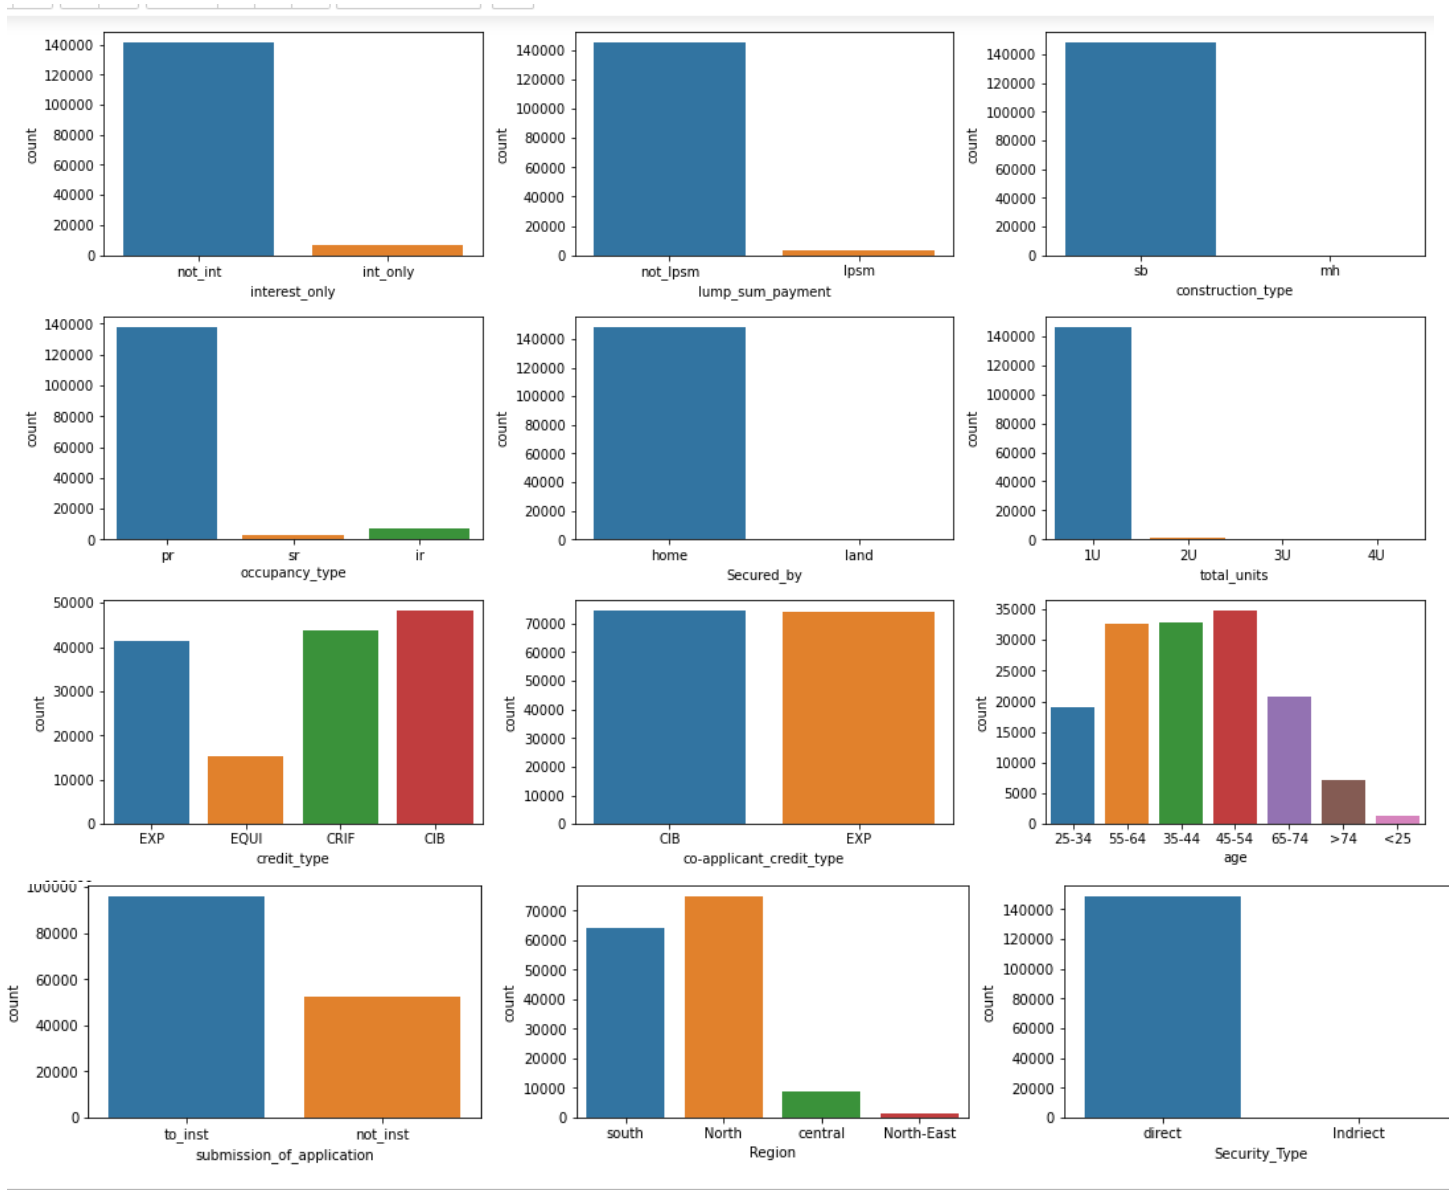 140000
120000
100000
80000
60000
40000
20000
0
count
not_int int_only
interest_only
140000
120000
100000
80000
60000
40000
20000
0
count
not_lpsm lpsm
lump_sum_payment
140000
120000
100000
80000
60000
40000
20000
0
count
sb mh
construction_type
140000
120000
100000
80000
60000
40000
20000
0
count
pr sr ir
occupancy_type
140000
120000
100000
80000
60000
40000
20000
0
count
home land
Secured_by
140000
120000
100000
80000
60000
40000
20000
0
count
1U 2U 3U 4U
total_units
50000
40000
30000
20000
10000
0
count
EXP EQUI CRIF CIB
credit_type
70000
60000
50000
40000
30000
20000
10000
0
count
CIB EXP
co-applicant_credit_type
35000
30000
25000
20000
15000
10000
5000
0
count
25-34 55-64 35-44 45-54 65-74 >74 <25
age
100000
80000
60000
40000
20000
0
count
to_inst not_inst
submission_of_application
70000
60000
50000
40000
30000
20000
10000
0
count
south North central North-East
Region
140000
120000
100000
80000
60000
40000
20000
0
count
direct Indriect
Security_Type